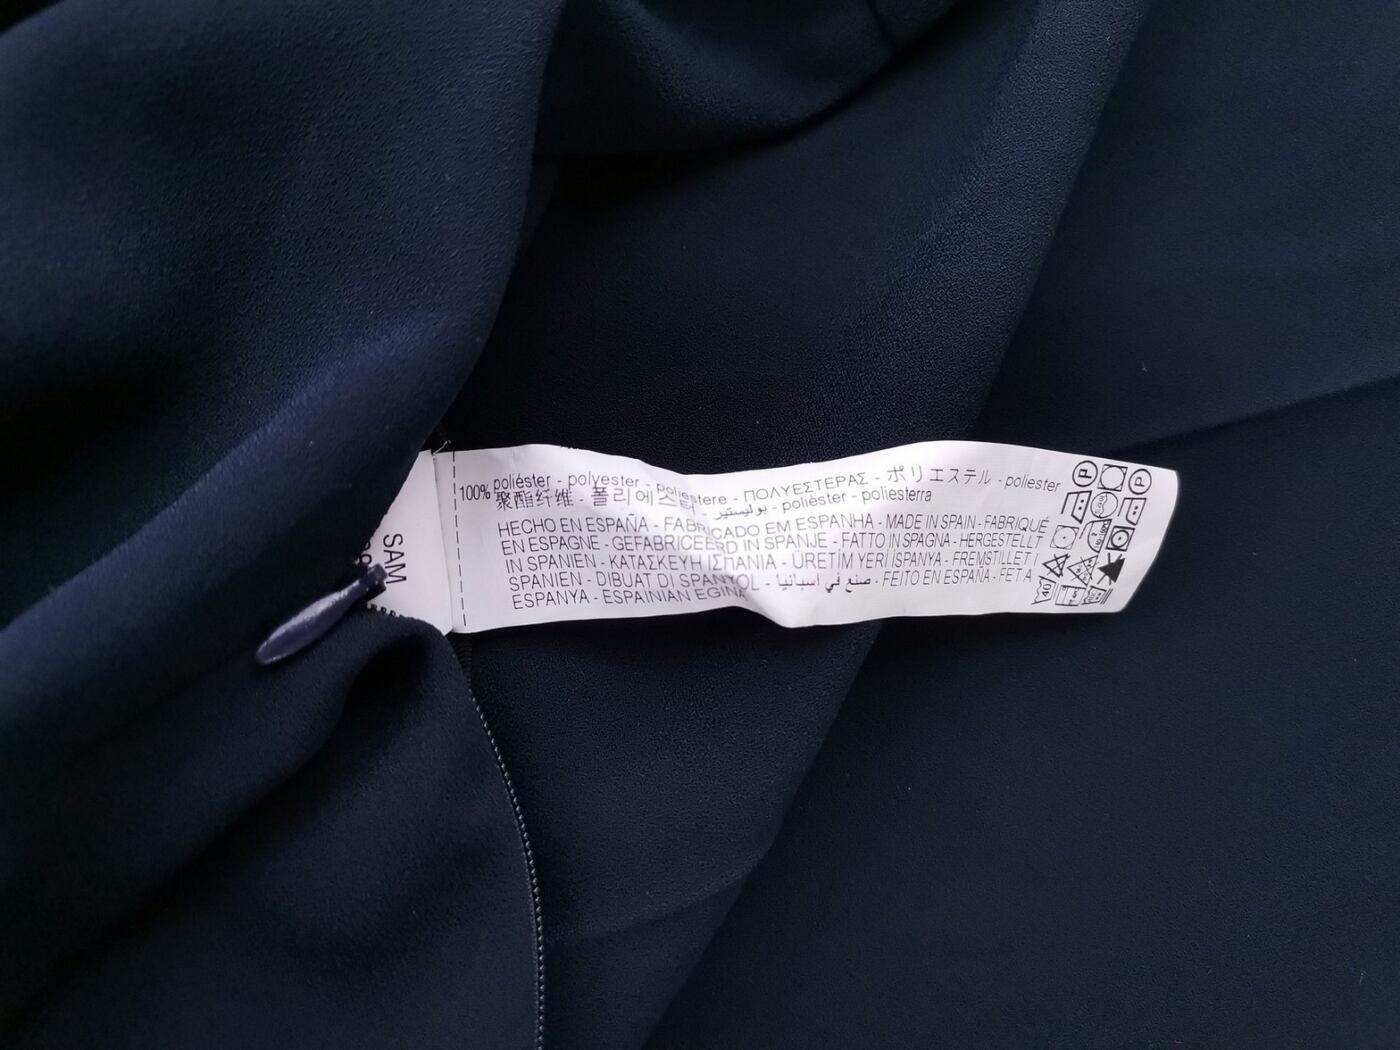 100% poliéster - polyester - poliestere - ΠΟΛΥΕΣΤΕΡΑΣ - ポリエステル - poliester
聚酯纤维 - 폴리에스터 بوليستير - polièster - poliesterra
HECHO EN ESPAÑA - FABRICADO EM ESPANHA - MADE IN SPAIN - FABRIQUÉ
EN ESPAGNE - GEFABRICEERD IN SPANJE - FATTO IN SPAGNA - HERGESTELLT
IN SPANIEN - ΚΑΤΑΣΚΕΥΗ ΙΣΠΑΝΙΑ - ÜRETİM YERİ İSPANYA - FREMSTILLET I
SPANIEN - DIBUAT DI SPANYOL - صنع في اسبانيا - FEITO EN ESPAÑA - FET A
ESPANYA - ESPAINIAN EGINA
SAM
40